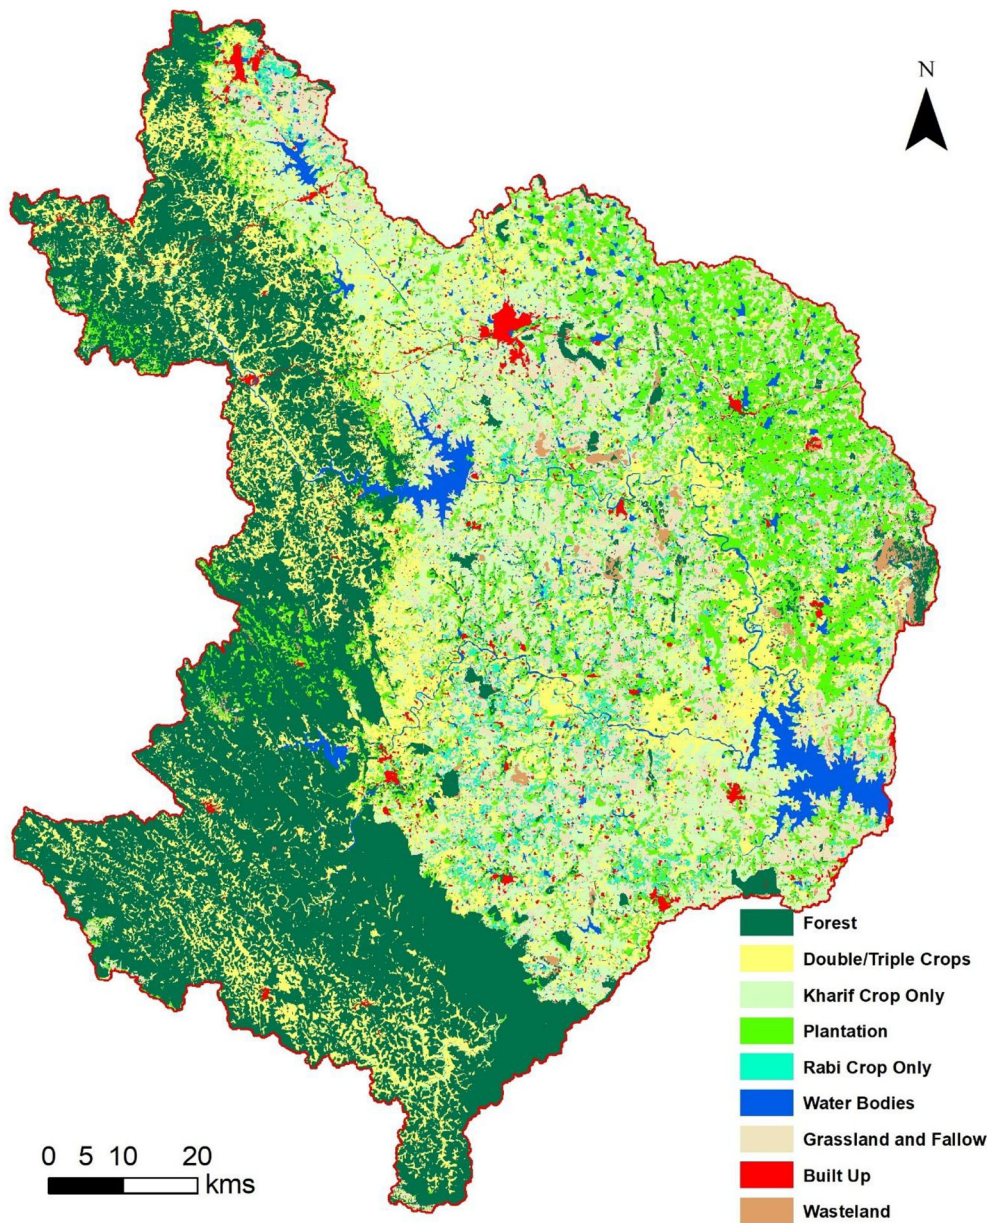 N
Forest
Double/Triple Crops
Kharif Crop Only
Plantation
Rabi Crop Only
Water Bodies
Grassland and Fallow
Built Up
Wasteland
0 5 10 20
kms